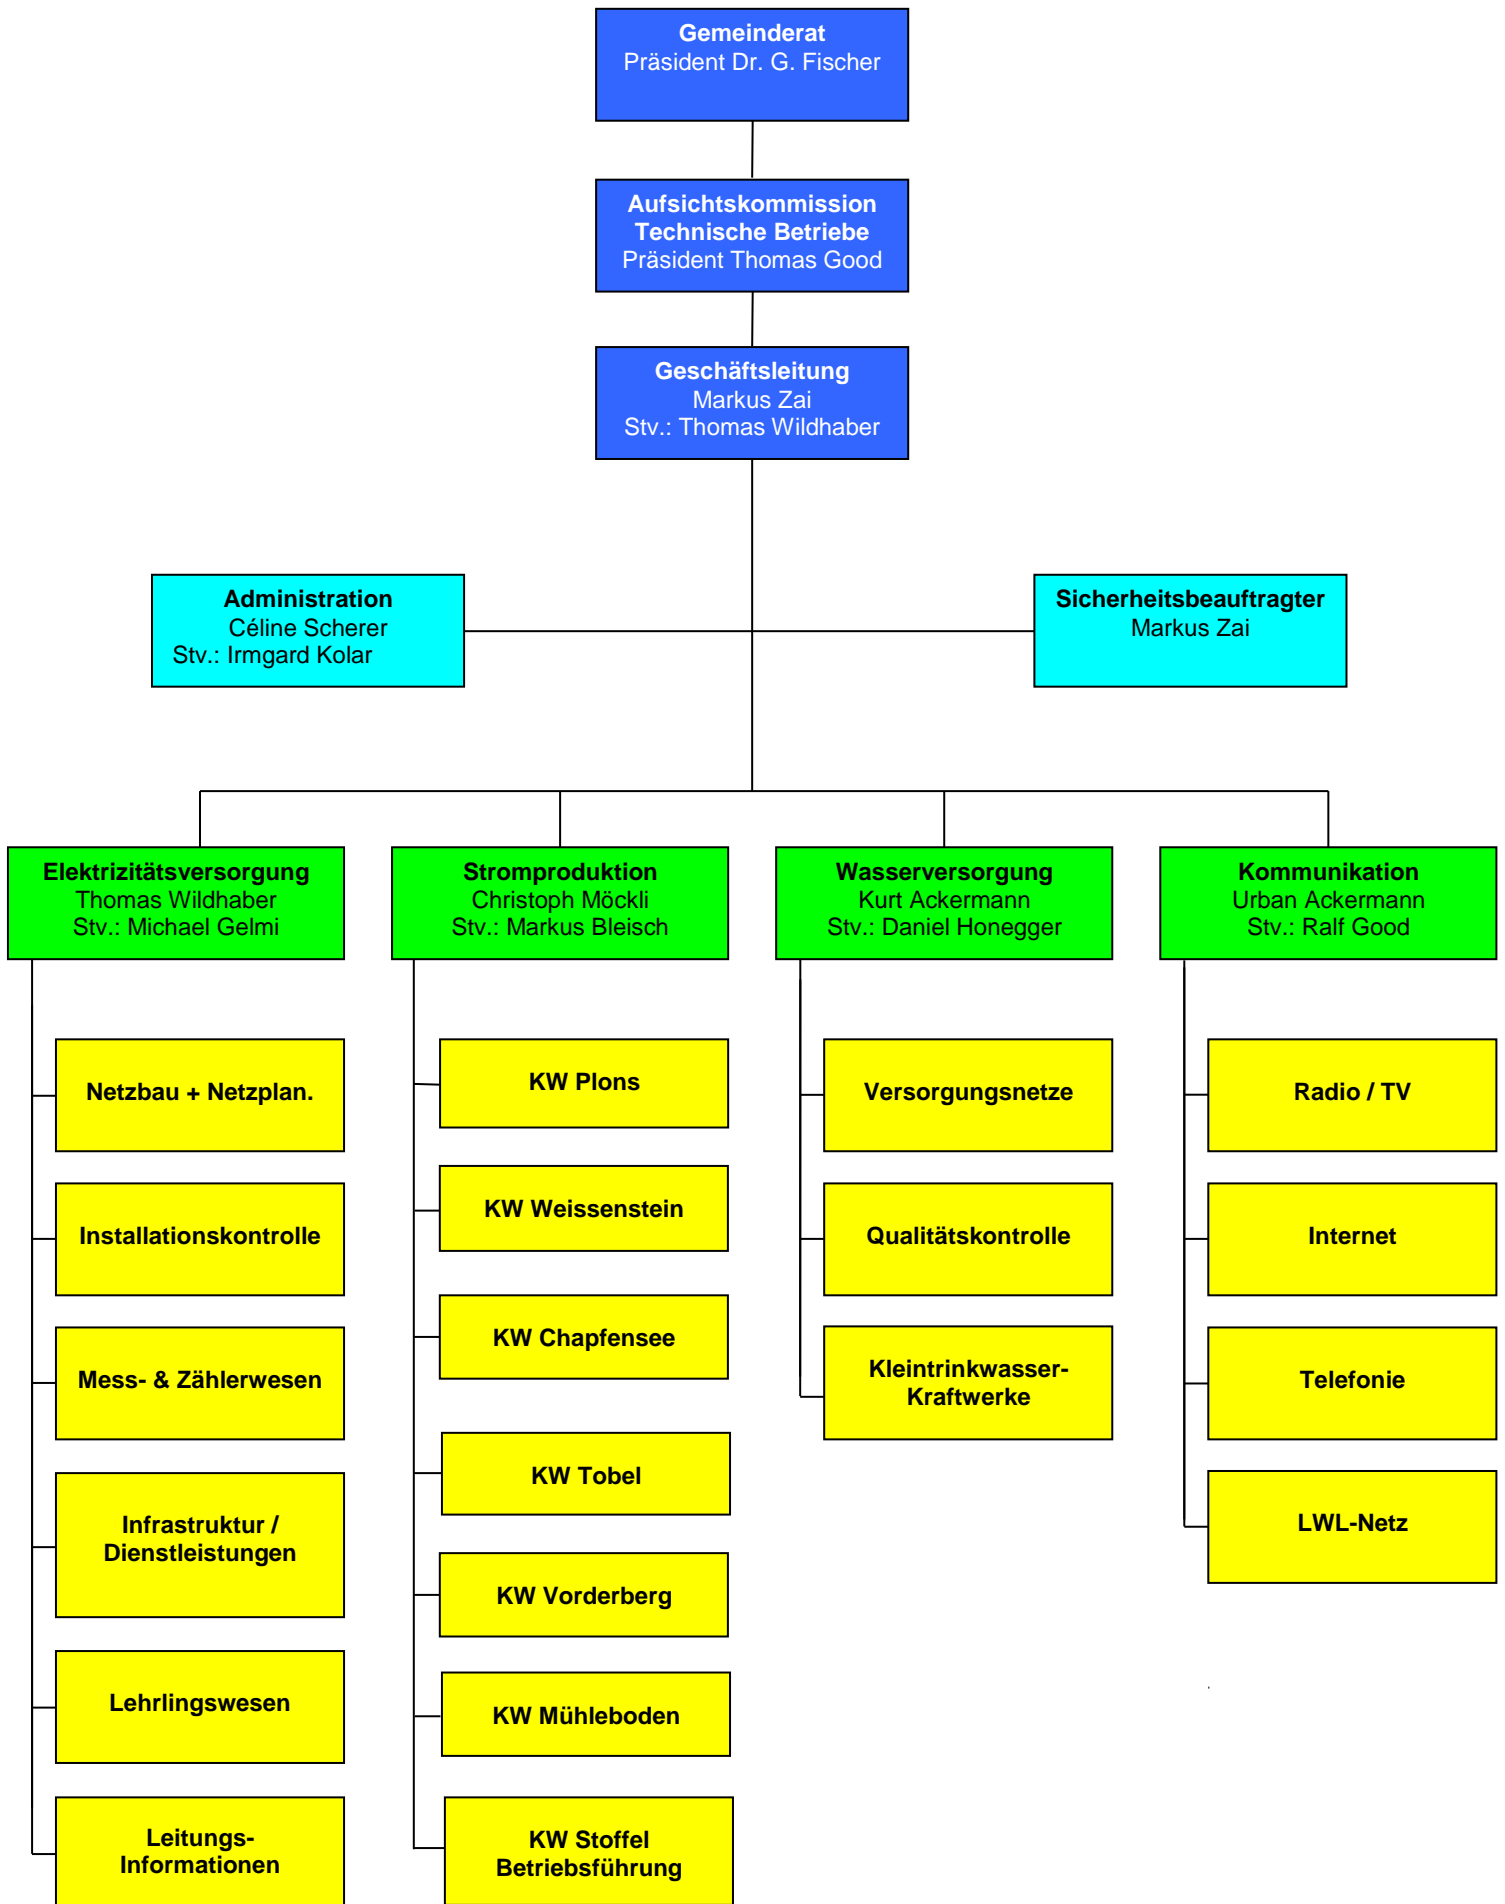 Gemeinderat
Präsident Dr. G. Fischer
Aufsichtskommission
Technische Betriebe
Präsident Thomas Good
Geschäftsleitung
Markus Zai
Stv.: Thomas Wildhaber
Administration
Céline Scherer
Stv.: Irmgard Kolar
Sicherheitsbeauftragter
Markus Zai
Elektrizitätsversorgung
Thomas Wildhaber
Stv.: Michael Gelmi
Stromproduktion
Christoph Möckli
Stv.: Markus Bleisch
Wasserversorgung
Kurt Ackermann
Stv.: Daniel Honegger
Kommunikation
Urban Ackermann
Stv.: Ralf Good
Netzbau + Netzplan.
Installationskontrolle
Mess- & Zählerwesen
Infrastruktur /
Dienstleistungen
Lehrlingswesen
Leitungs-
Informationen
KW Plons
KW Weissenstein
KW Chapfensee
KW Tobel
KW Vorderberg
KW Mühleboden
KW Stoffel
Betriebsführung
Versorgungsnetze
Qualitätskontrolle
Kleintrinkwasser-
Kraftwerke
Radio / TV
Internet
Telefonie
LWL-Netz